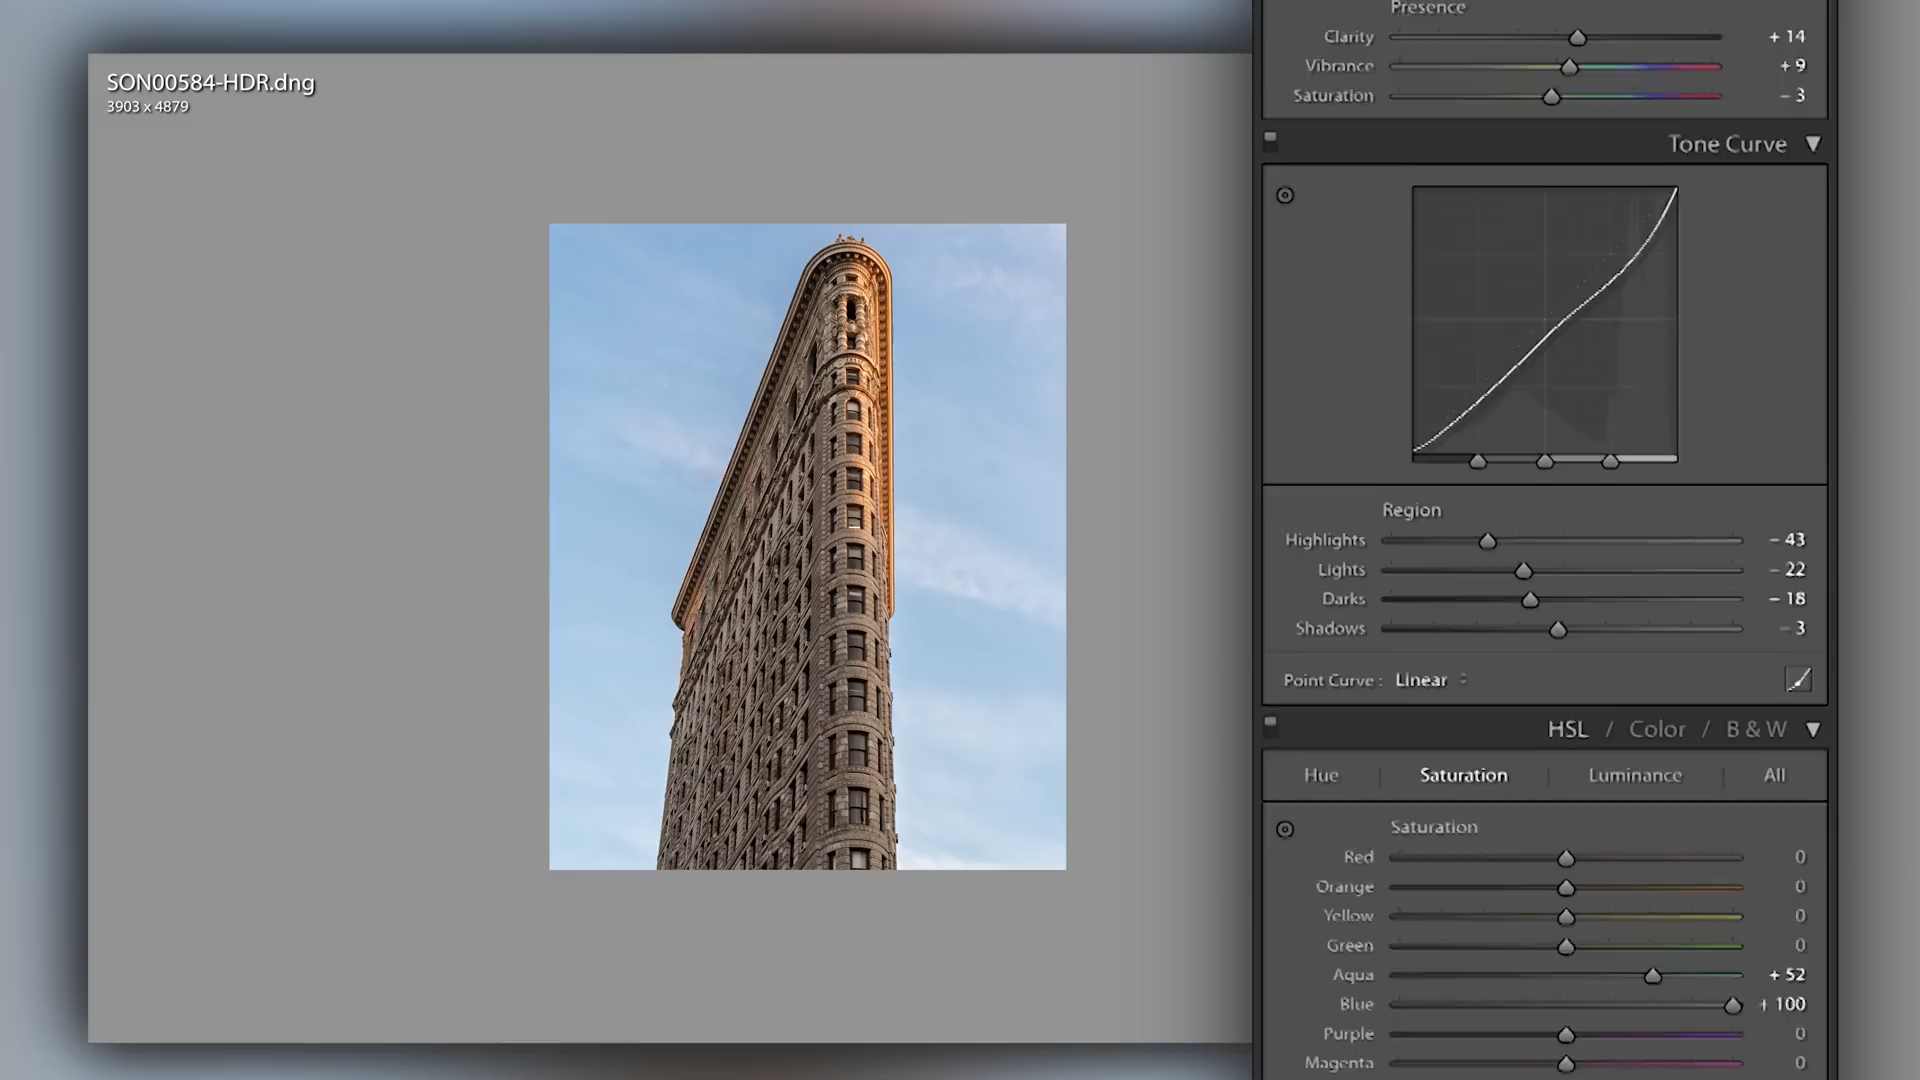 SON00584-HDR.dng
3903 x 4879
Presence
Clarity + 14
Vibrance + 9
Saturation - 3
Tone Curve
Region
Highlights - 43
Lights - 22
Darks - 18
Shadows - 3
Point Curve : Linear
HSL / Color / B & W
Hue Saturation Luminance All
Saturation
Red 0
Orange 0
Yellow 0
Green 0
Aqua + 52
Blue + 100
Purple 0
Magenta 0